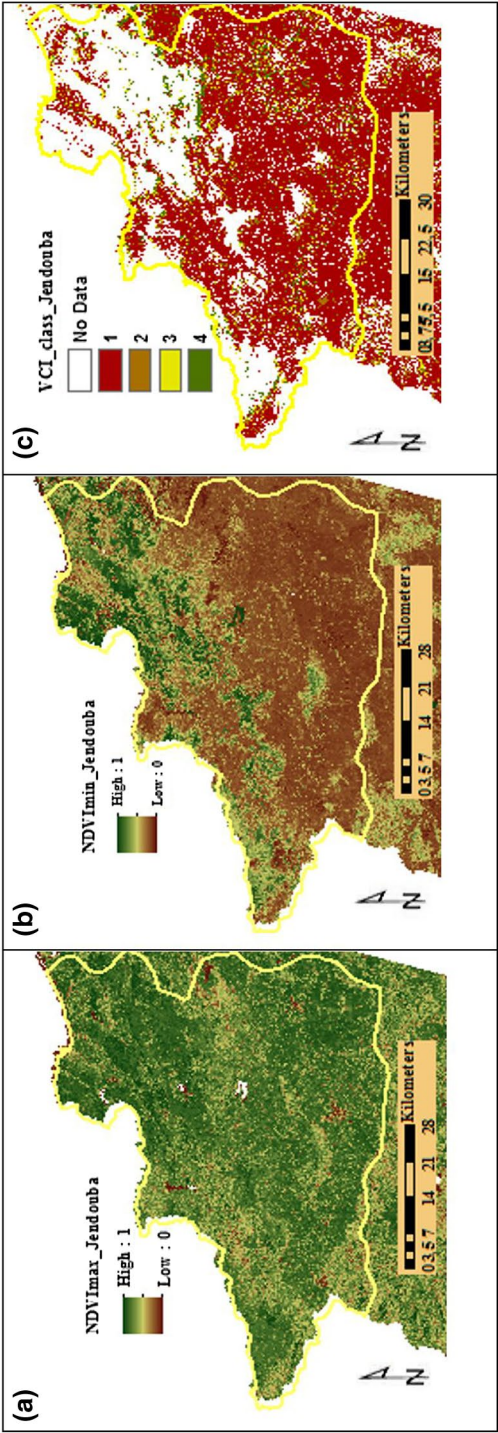 (a)
NDVImax_Jendouba
High : 1
Low : 0
Kilometers
0 3.5 7 14 21 28
N
(b)
NDVImin_Jendouba
High : 1
Low : 0
Kilometers
0 3.5 7 14 21 28
N
(c)
VCI_class_Jendouba
No Data
1
2
3
4
Kilometers
0 3.75 7.5 15 22.5 30
N